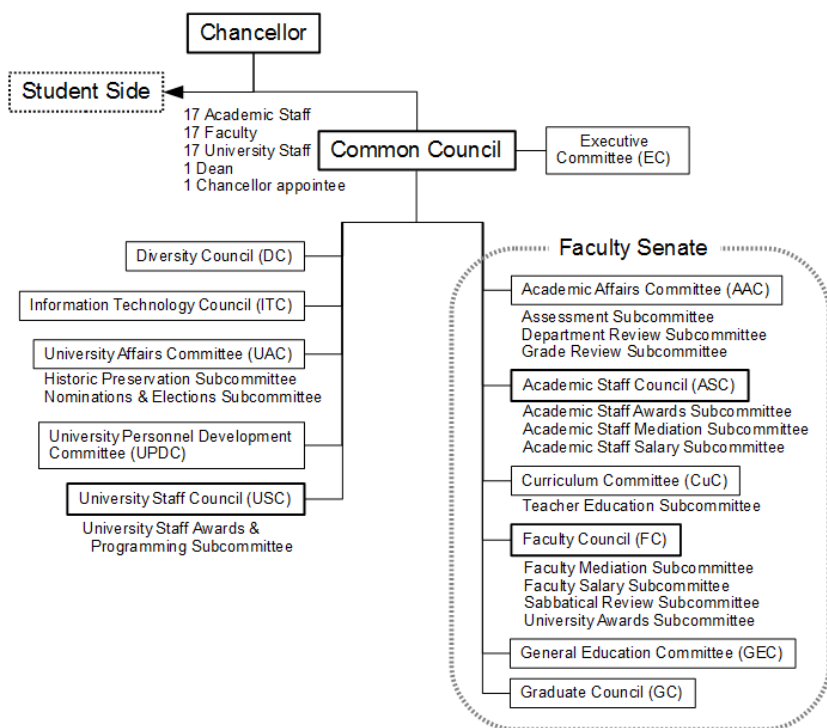 Chancellor
Student Side
17 Academic Staff
17 Faculty
17 University Staff
1 Dean
1 Chancellor appointee
Common Council
Executive
Committee (EC)
Diversity Council (DC)
Information Technology Council (ITC)
University Affairs Committee (UAC)
Historic Preservation Subcommittee
Nominations & Elections Subcommittee
University Personnel Development
Committee (UPDC)
University Staff Council (USC)
University Staff Awards &
Programming Subcommittee
Faculty Senate
Academic Affairs Committee (AAC)
Assessment Subcommittee
Department Review Subcommittee
Grade Review Subcommittee
Academic Staff Council (ASC)
Academic Staff Awards Subcommittee
Academic Staff Mediation Subcommittee
Academic Staff Salary Subcommittee
Curriculum Committee (CuC)
Teacher Education Subcommittee
Faculty Council (FC)
Faculty Mediation Subcommittee
Faculty Salary Subcommittee
Sabbatical Review Subcommittee
University Awards Subcommittee
General Education Committee (GEC)
Graduate Council (GC)